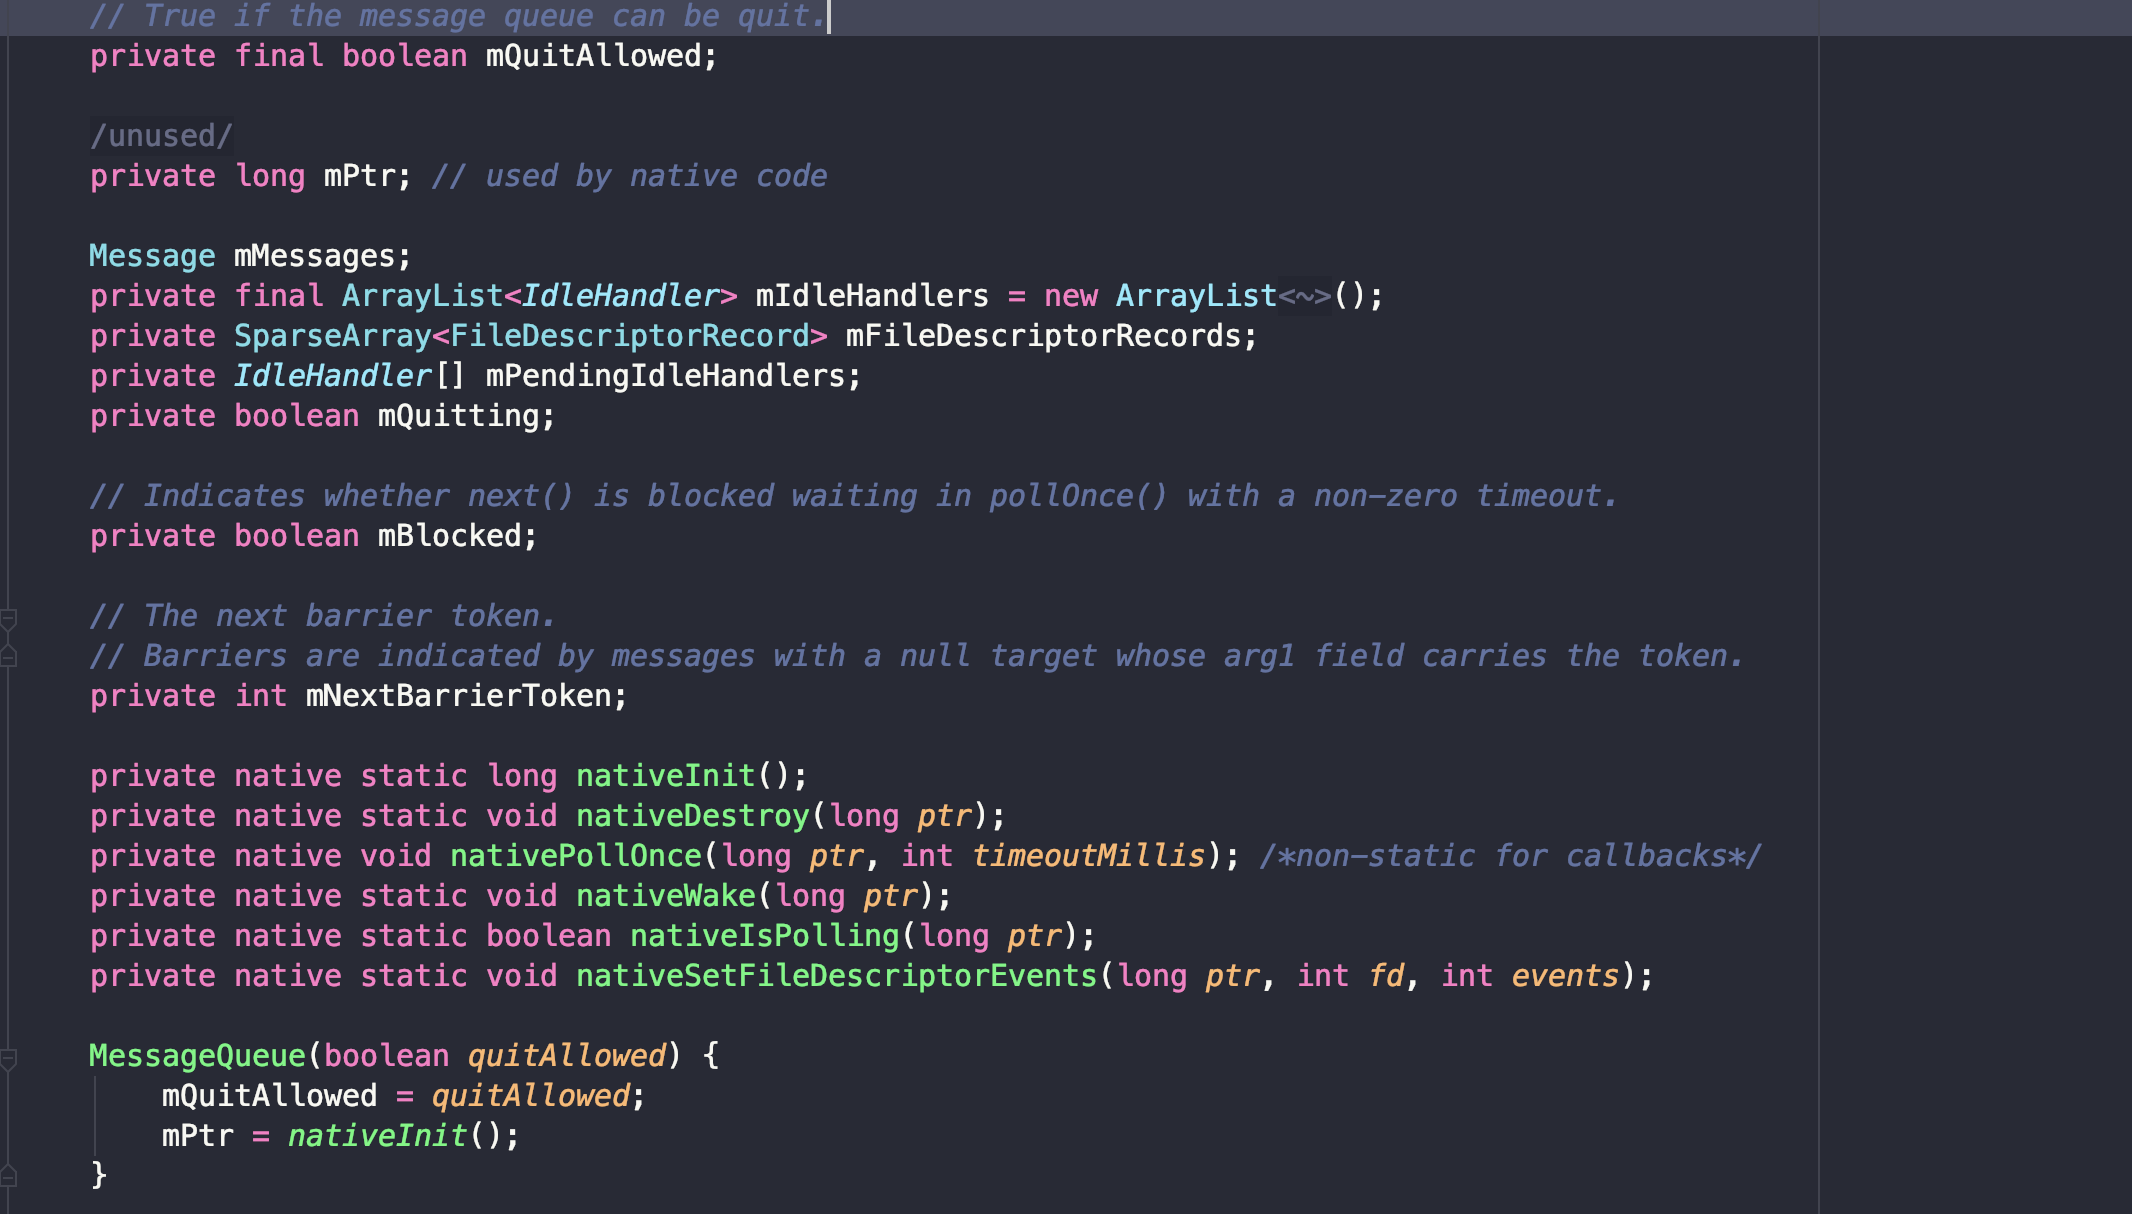 // True if the message queue can be quit.
private final boolean mQuitAllowed;
/unused/
private long mPtr; // used by native code
Message mMessages;
private final ArrayList<IdleHandler> mIdleHandlers = new ArrayList<~>();
private SparseArray<FileDescriptorRecord> mFileDescriptorRecords;
private IdleHandler[] mPendingIdleHandlers;
private boolean mQuitting;
// Indicates whether next() is blocked waiting in pollOnce() with a non-zero timeout.
private boolean mBlocked;
// The next barrier token.
// Barriers are indicated by messages with a null target whose arg1 field carries the token.
private int mNextBarrierToken;
private native static long nativeInit();
private native static void nativeDestroy(long ptr);
private native void nativePollOnce(long ptr, int timeoutMillis); /*non-static for callbacks*/
private native static void nativeWake(long ptr);
private native static boolean nativeIsPolling(long ptr);
private native static void nativeSetFileDescriptorEvents(long ptr, int fd, int events);
MessageQueue(boolean quitAllowed) {
    mQuitAllowed = quitAllowed;
    mPtr = nativeInit();
}